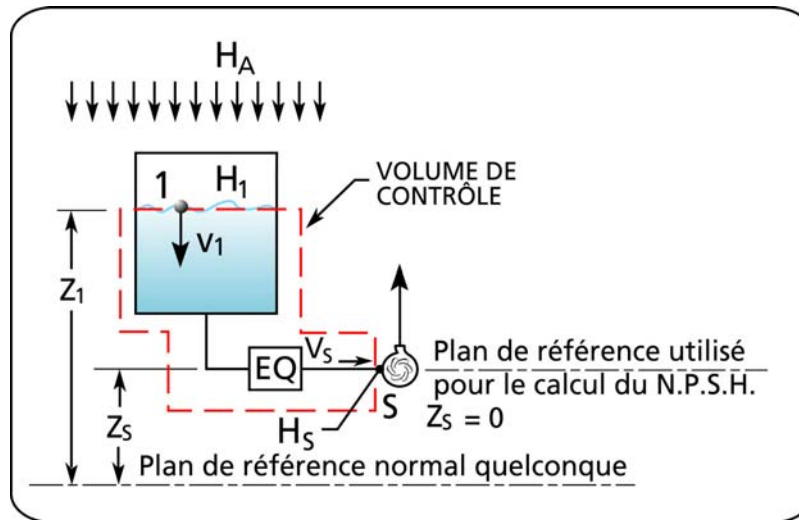 HA
1 H1
VOLUME DE
CONTRÔLE
v1
Z1
EQ
VS
S
Plan de référence utilisé
pour le calcul du N.P.S.H.
ZS = 0
ZS
HS
Plan de référence normal quelconque